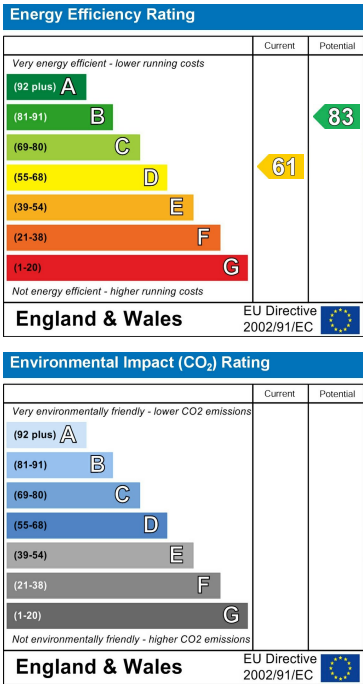 Energy Efficiency Rating
Current Potential
Very energy efficient - lower running costs
(92 plus) A
(81-91) B
83
(69-80) C
(55-68) D
61
(39-54) E
(21-38) F
(1-20) G
Not energy efficient - higher running costs
England & Wales
EU Directive
2002/91/EC
Environmental Impact (CO₂) Rating
Current Potential
Very environmentally friendly - lower CO2 emissions
(92 plus) A
(81-91) B
(69-80) C
(55-68) D
(39-54) E
(21-38) F
(1-20) G
Not environmentally friendly - higher CO2 emissions
England & Wales
EU Directive
2002/91/EC